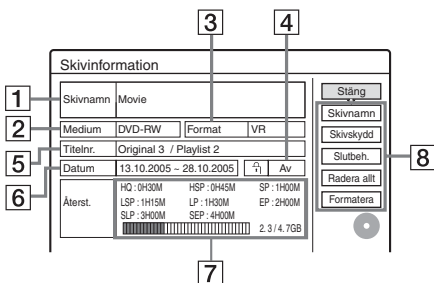 3 4
Skivinformation
1 Skivnamn Movie Stäng
Skivnamn
2 Medium DVD-RW Format VR Skivskydd
5 Titelnr. Original 3 / Playlist 2 Slutbeh. 8
6 Datum 13.10.2005 ~ 28.10.2005 Av Radera allt
Återst. HQ : 0H30M HSP : 0H45M SP : 1H00M Formatera
LSP : 1H15M LP : 1H30M EP : 2H00M
SLP : 3H00M SEP : 4H00M
2. 3 / 4. 7GB
7